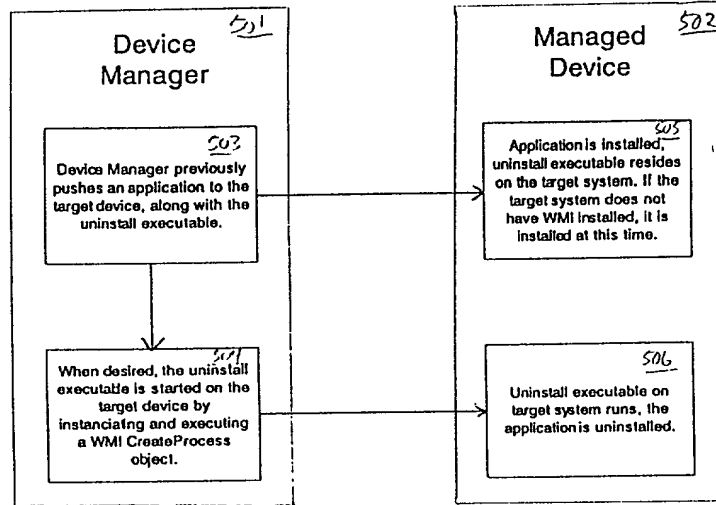 501
Device
Manager
503
Device Manager previously
pushes an application to the
target device, along with the
uninstall executable.
504
When desired, the uninstall
executable is started on the
target device by
instanciating and executing
a WMI CreateProcess
object.
502
Managed
Device
505
Application is installed,
uninstall executable resides
on the target system. If the
target system does not
have WMI installed, it is
installed at this time.
506
Uninstall executable on
target system runs, the
application is uninstalled.